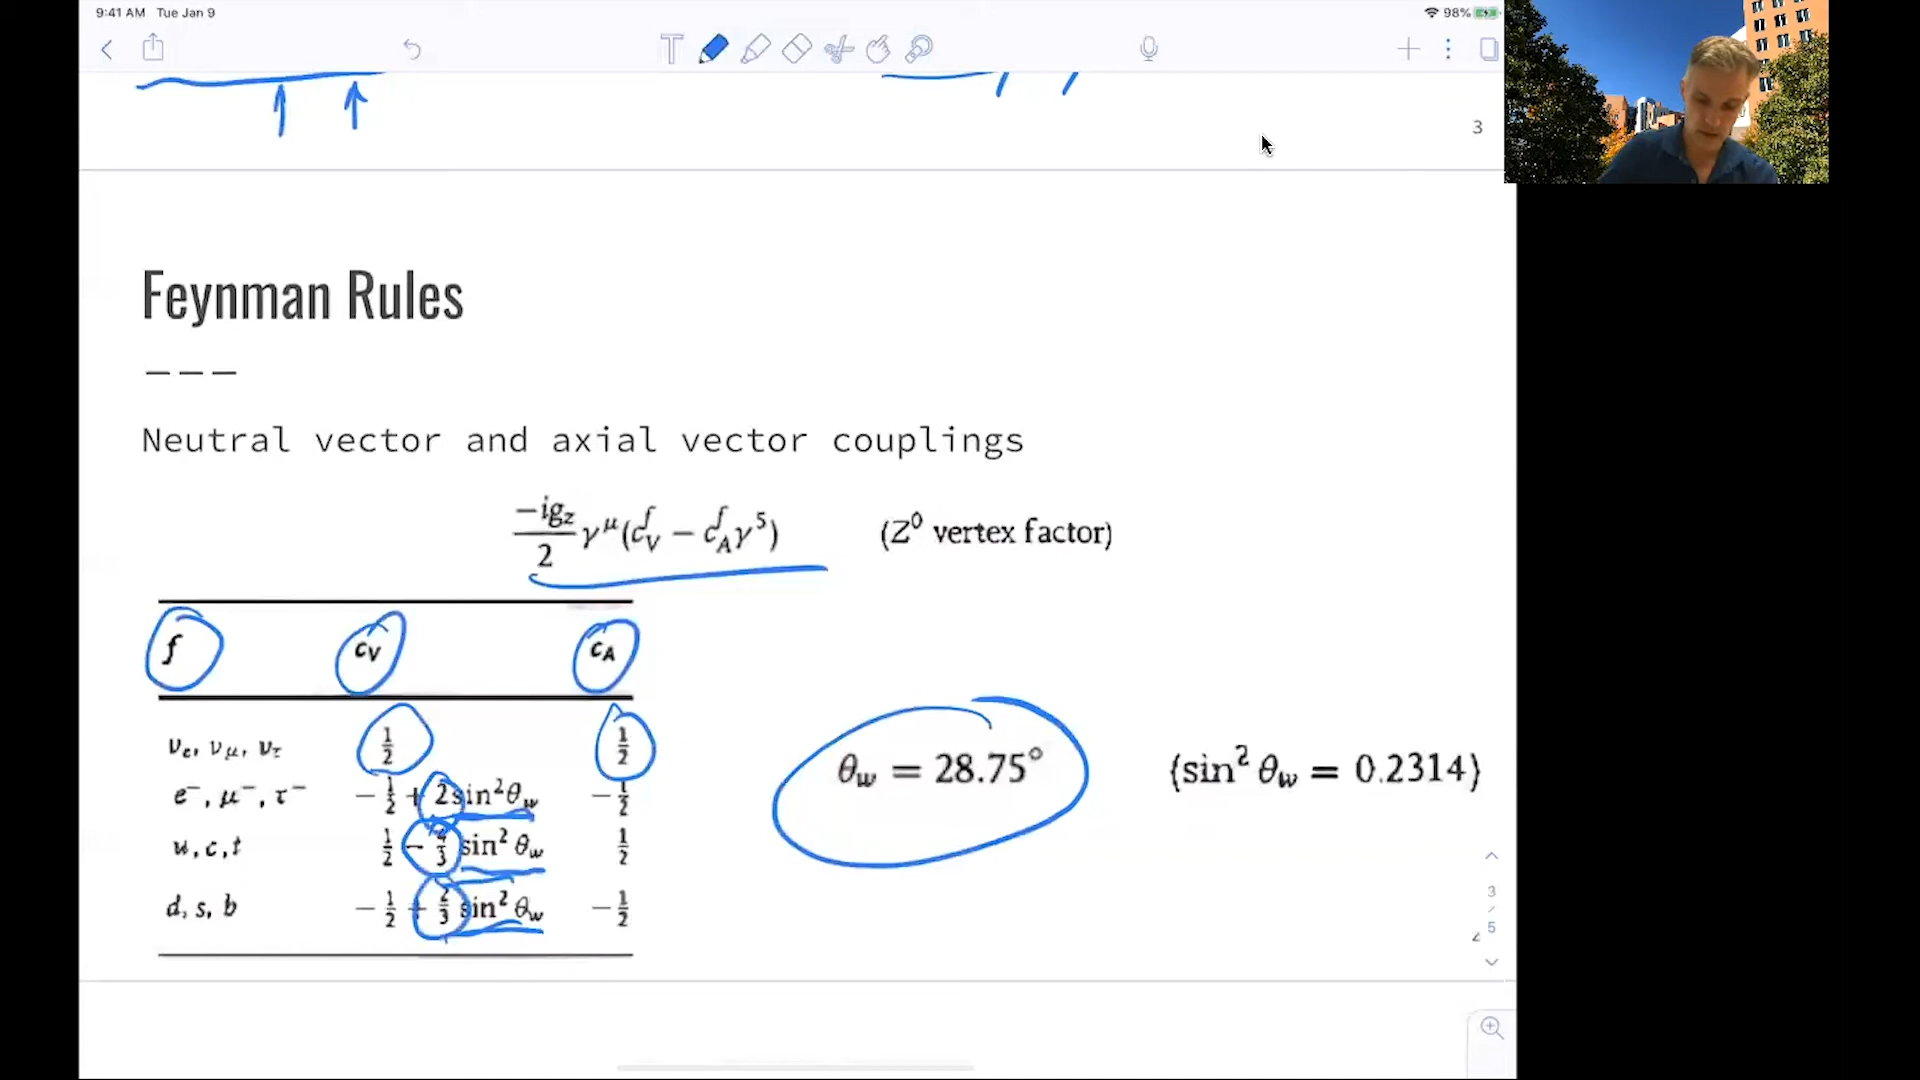 9:41 AM Tue Jan 9
98%
3
Feynman Rules
---
Neutral vector and axial vector couplings
\frac{-ig_z}{2} γ^μ(c_V^f − c_A^f γ^5) (Z^0 vertex factor)
f c_V c_A
ν_e, ν_μ, ν_τ 1/2 1/2
e^−, μ^−, τ^− −1/2 + 2sin^2θ_w −1/2
θ_w = 28.75° (sin^2 θ_w = 0.2314)
u, c, t 1/2 − 4/3 sin^2 θ_w 1/2
d, s, b −1/2 + 2/3 sin^2 θ_w −1/2
3
/
5